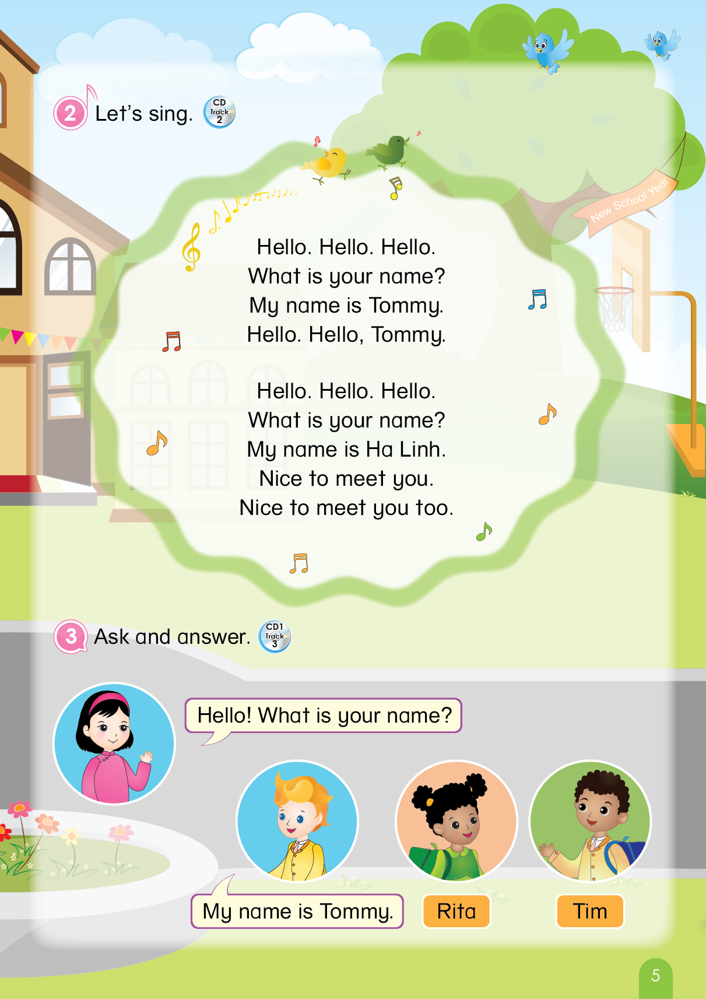 2 Let's sing. CD Track 2
New School Year
Hello. Hello. Hello.
What is your name?
My name is Tommy.
Hello. Hello, Tommy.
Hello. Hello. Hello.
What is your name?
My name is Ha Linh.
Nice to meet you.
Nice to meet you too.
3 Ask and answer. CD1 Track 3
Hello! What is your name?
My name is Tommy.
Rita
Tim
5